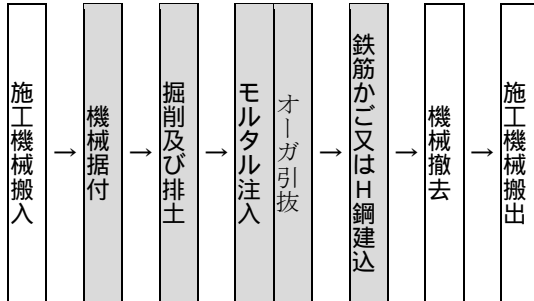 施工機械搬入
→
機械据付
→
掘削及び排土
→
モルタル注入
オーガ引抜
→
鉄筋かご又はH鋼建込
→
機械撤去
→
施工機械搬出